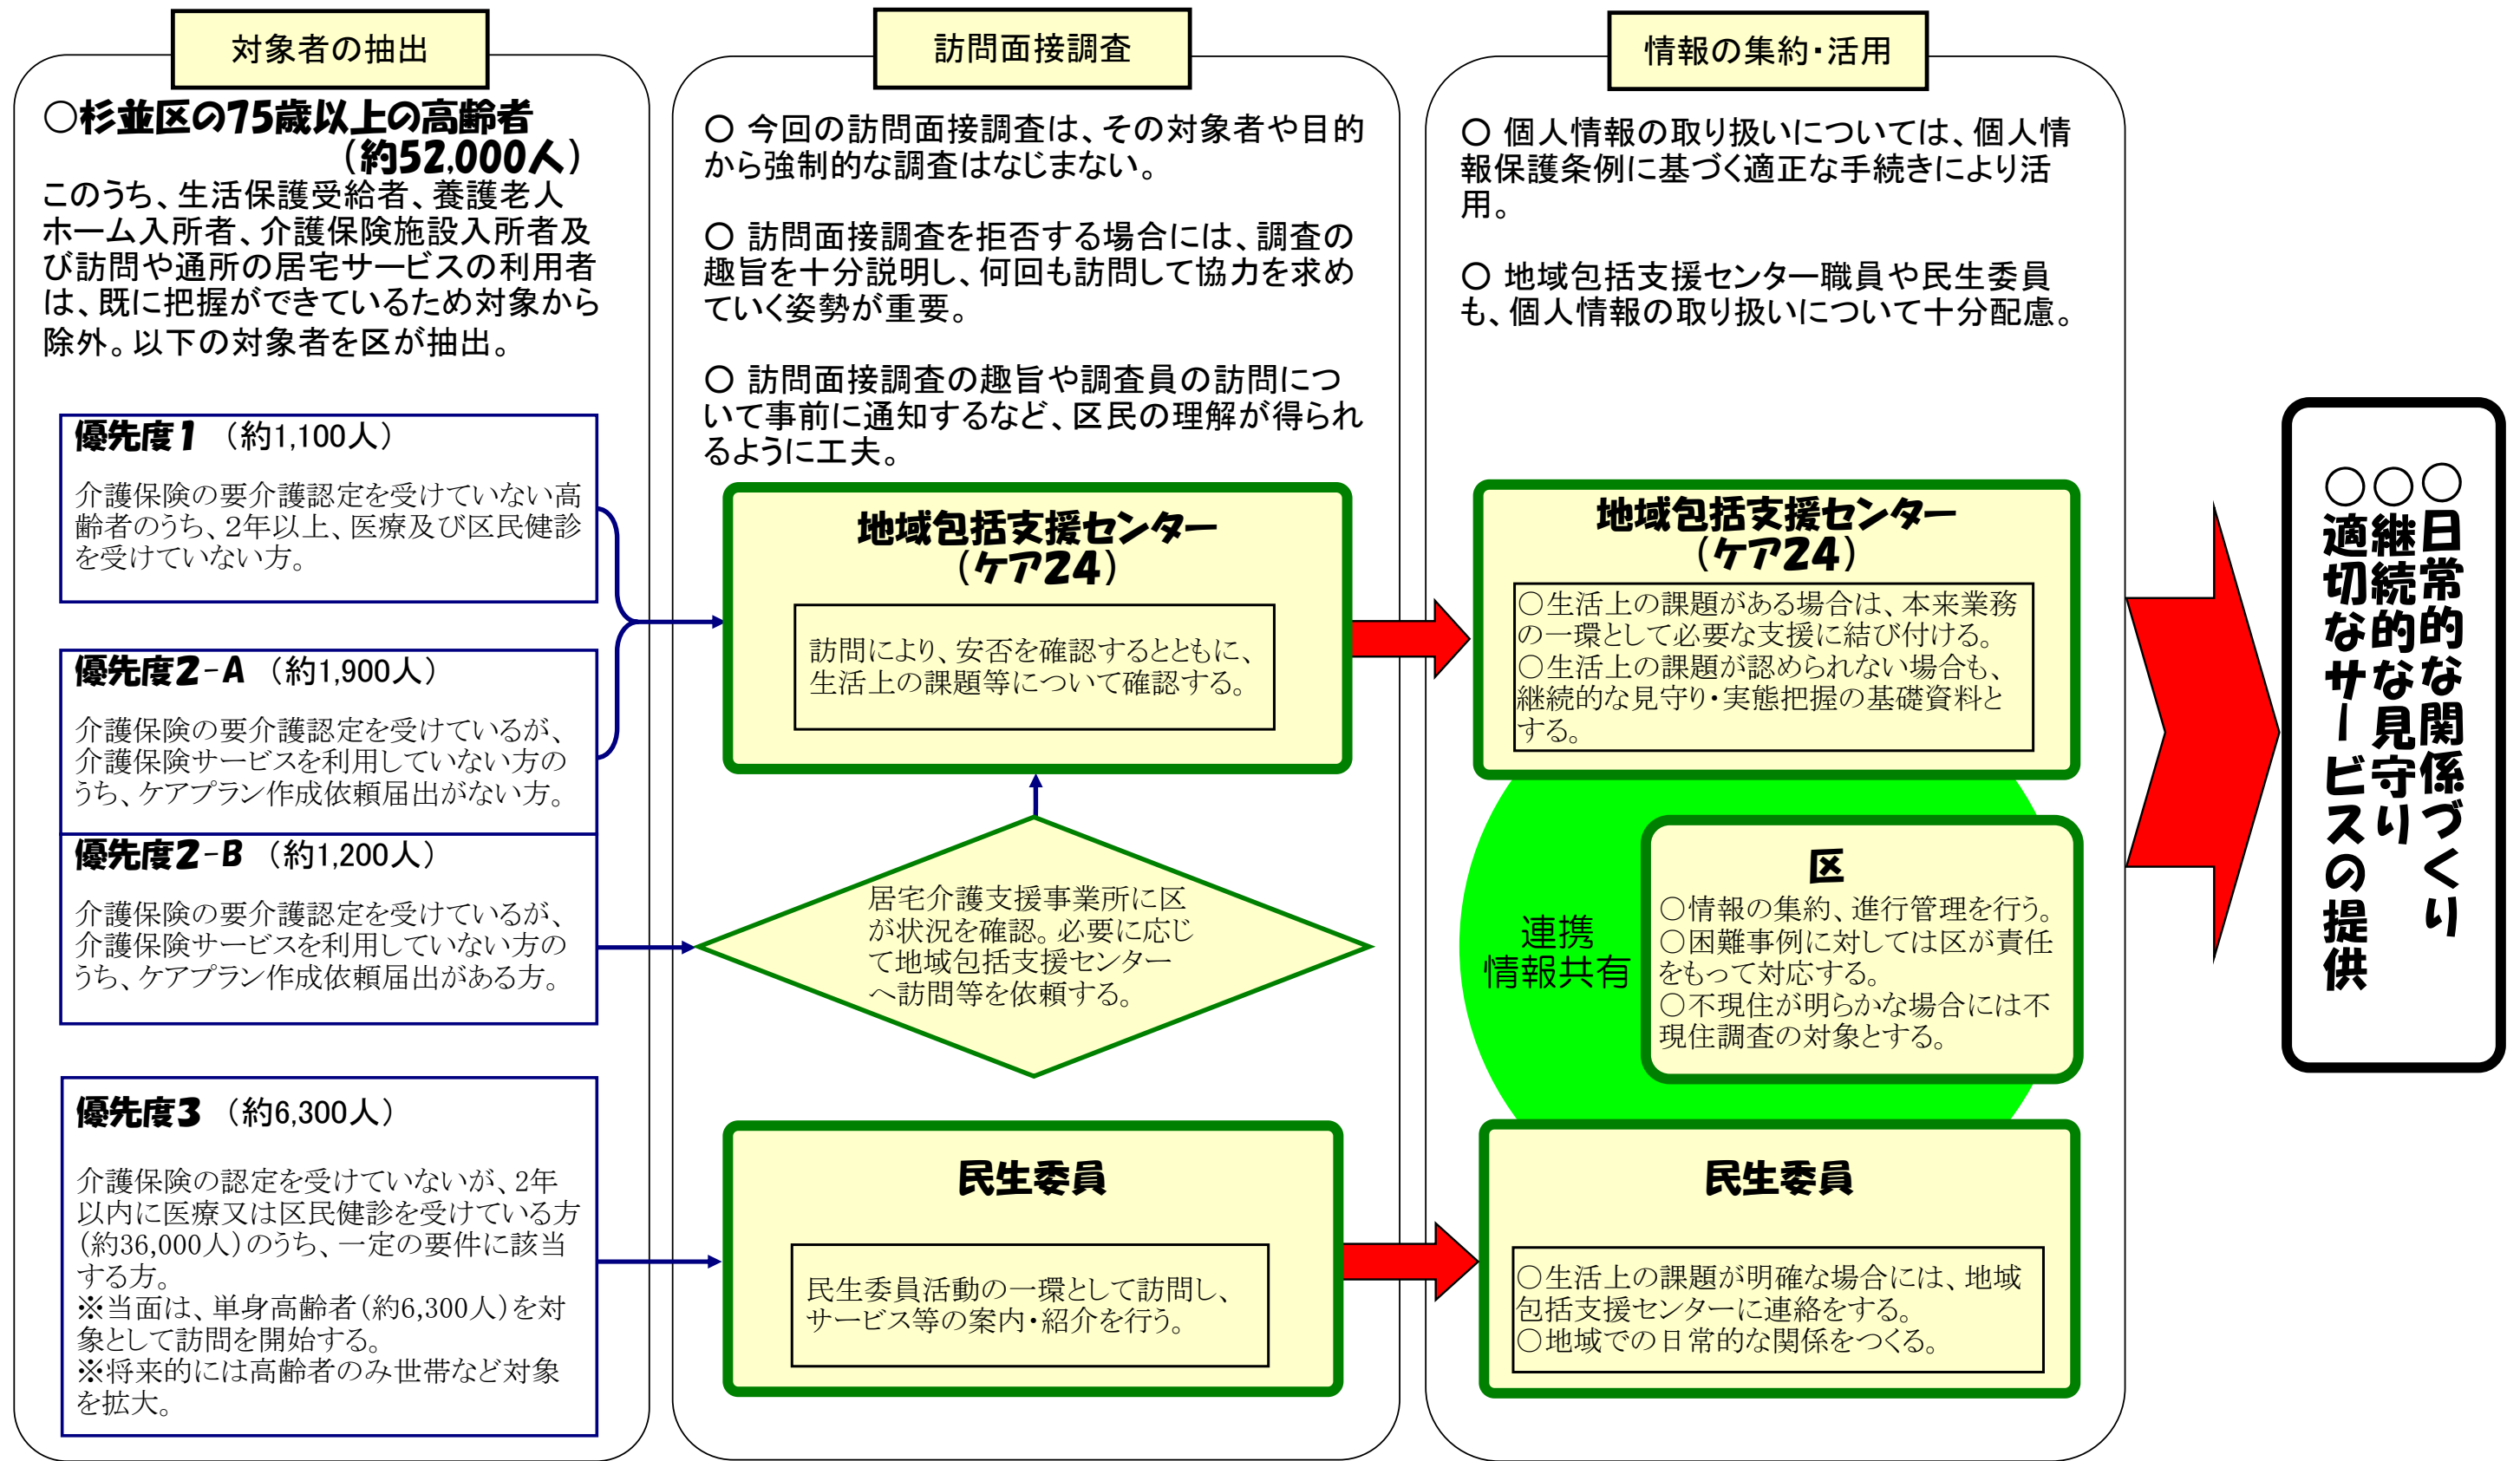 対象者の抽出
○杉並区の75歳以上の高齢者
（約52,000人）
このうち、生活保護受給者、養護老人
ホーム入所者、介護保険施設入所者及
び訪問や通所の居宅サービスの利用者
は、既に把握ができているため対象から
除外。以下の対象者を区が抽出。
優先度1　（約1,100人）
介護保険の要介護認定を受けていない高
齢者のうち、2年以上、医療及び区民健診
を受けていない方。
優先度2-A　（約1,900人）
介護保険の要介護認定を受けているが、
介護保険サービスを利用していない方の
うち、ケアプラン作成依頼届出がない方。
優先度2-B　（約1,200人）
介護保険の要介護認定を受けているが、
介護保険サービスを利用していない方の
うち、ケアプラン作成依頼届出がある方。
優先度3　（約6,300人）
介護保険の認定を受けていないが、2年
以内に医療又は区民健診を受けている方
（約36,000人）のうち、一定の要件に該当
する方。
※当面は、単身高齢者（約6,300人）を対
象として訪問を開始する。
※将来的には高齢者のみ世帯など対象
を拡大。
訪問面接調査
○ 今回の訪問面接調査は、その対象者や目的
から強制的な調査はなじまない。
○ 訪問面接調査を拒否する場合には、調査の
趣旨を十分説明し、何回も訪問して協力を求め
ていく姿勢が重要。
○ 訪問面接調査の趣旨や調査員の訪問につ
いて事前に通知するなど、区民の理解が得られ
るように工夫。
地域包括支援センター
（ケア24）
訪問により、安否を確認するとともに、
生活上の課題等について確認する。
居宅介護支援事業所に区
が状況を確認。必要に応じ
て地域包括支援センター
へ訪問等を依頼する。
民生委員
民生委員活動の一環として訪問し、
サービス等の案内・紹介を行う。
情報の集約・活用
○ 個人情報の取り扱いについては、個人情
報保護条例に基づく適正な手続きにより活
用。
○ 地域包括支援センター職員や民生委員
も、個人情報の取り扱いについて十分配慮。
地域包括支援センター
（ケア24）
○生活上の課題がある場合は、本来業務
の一環として必要な支援に結び付ける。
○生活上の課題が認められない場合も、
継続的な見守り・実態把握の基礎資料と
する。
連携
情報共有
区
○情報の集約、進行管理を行う。
○困難事例に対しては区が責任
をもって対応する。
○不現住が明らかな場合には不
現住調査の対象とする。
民生委員
○生活上の課題が明確な場合には、地域
包括支援センターに連絡をする。
○地域での日常的な関係をつくる。
○日常的な関係づくり
○継続的な見守り
○適切なサービスの提供